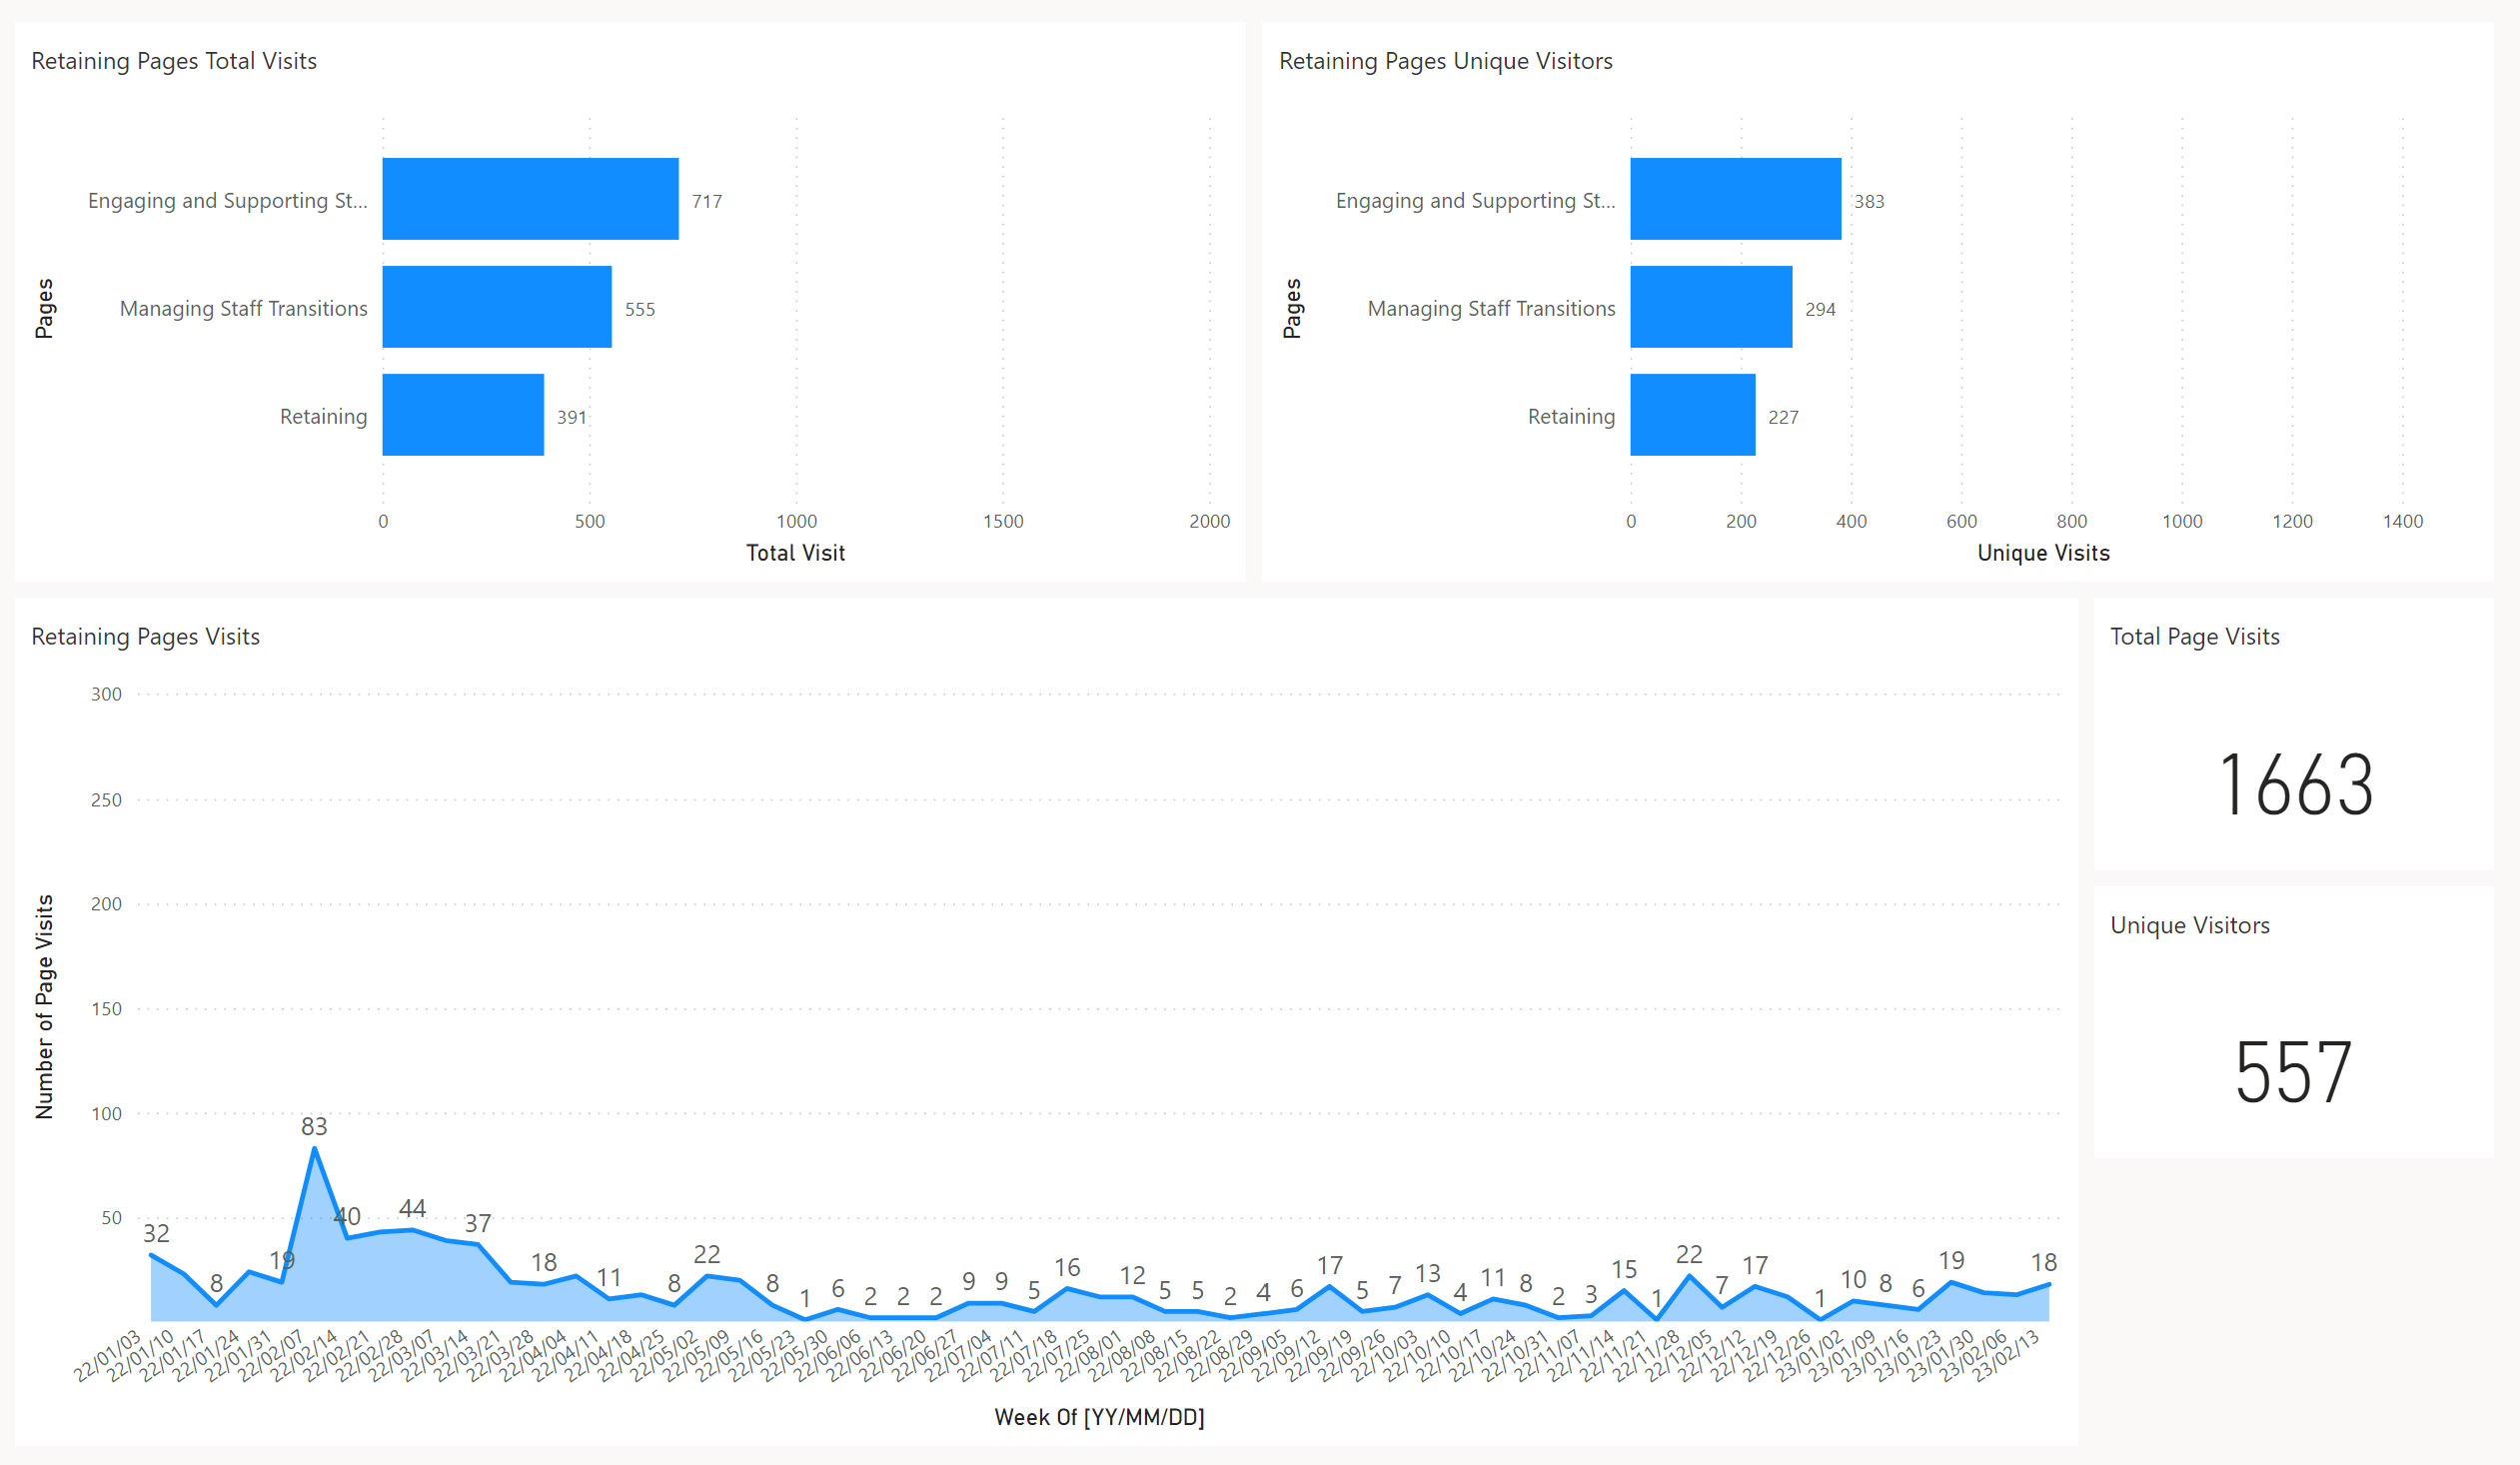 Retaining Pages Total Visits
Pages
Engaging and Supporting St...
717
Managing Staff Transitions
555
Retaining
391
0 500 1000 1500 2000
Total Visit
Retaining Pages Unique Visitors
Pages
Engaging and Supporting St...
383
Managing Staff Transitions
294
Retaining
227
0 200 400 600 800 1000 1200 1400
Unique Visits
Retaining Pages Visits
Number of Page Visits
300
250
200
150
100
50
32 8 19 83 40 44 37 18 11 8 22 8 1 6 2 2 2 9 9 5 16 12 5 5 2 4 6 17 5 7 13 4 11 8 2 3 15 1 22 7 17 1 10 8 6 19 18
22/01/03 22/01/10 22/01/17 22/01/24 22/01/31 22/02/07 22/02/14 22/02/21 22/02/28 22/03/07 22/03/14 22/03/21 22/03/28 22/04/04 22/04/11 22/04/18 22/04/25 22/05/02 22/05/09 22/05/16 22/05/23 22/05/30 22/06/06 22/06/13 22/06/20 22/06/27 22/07/04 22/07/11 22/07/18 22/07/25 22/08/01 22/08/08 22/08/15 22/08/22 22/08/29 22/09/05 22/09/12 22/09/19 22/09/26 22/10/03 22/10/10 22/10/17 22/10/24 22/10/31 22/11/07 22/11/14 22/11/21 22/11/28 22/12/05 22/12/12 22/12/19 22/12/26 23/01/02 23/01/09 23/01/16 23/01/23 23/01/30 23/02/06 23/02/13
Week Of [YY/MM/DD]
Total Page Visits
1663
Unique Visitors
557